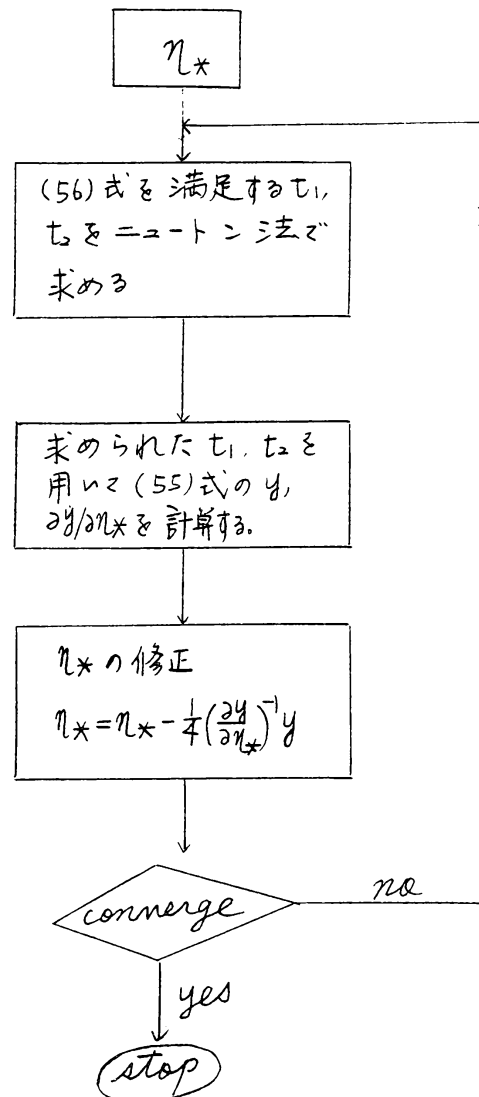 η*
(56)式を満足するt₁,
t₂をニュートン法で
求める
求められたt₁, t₂を
用いて(55)式のy,
∂y/∂η*を計算する。
η*の修正
η* = η* - 1/4 (∂y/∂η*)⁻¹ y
converge
no
yes
stop